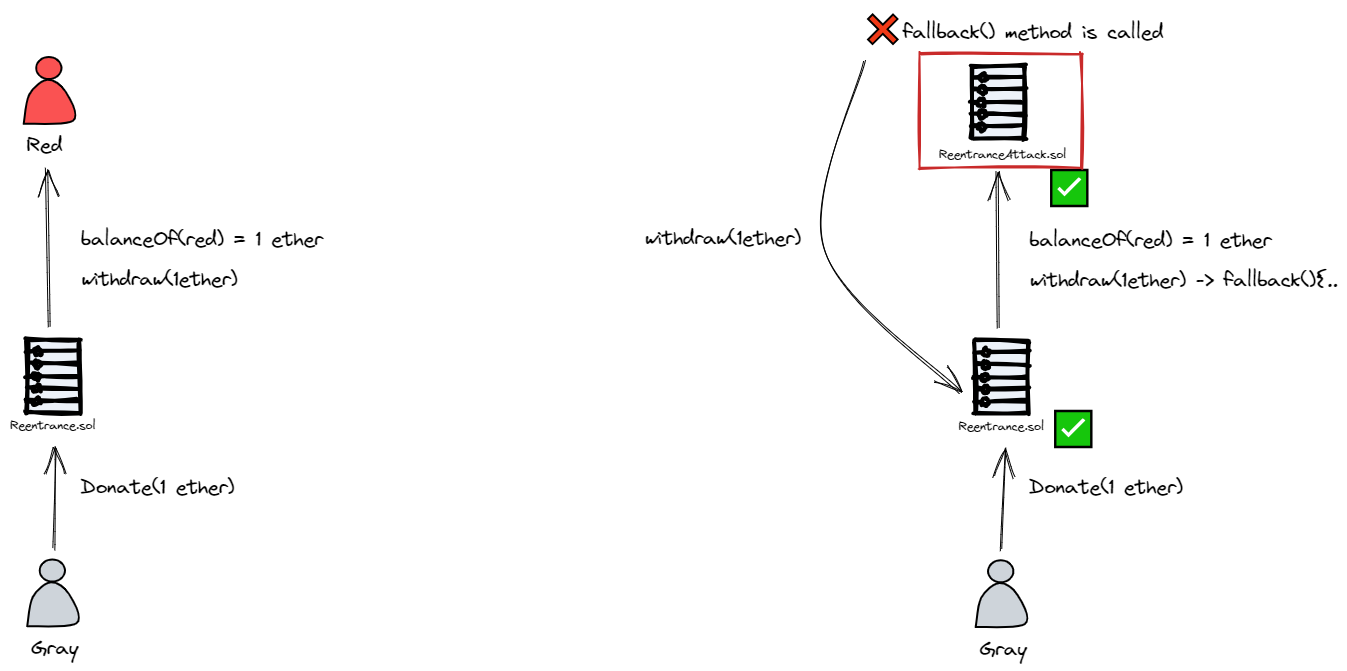 Red
balanceOf(red) = 1 ether
withdraw(1ether)
Reentrance.sol
Donate(1 ether)
Gray
fallback() method is called
ReentranceAttack.sol
withdraw(1ether)
balanceOf(red) = 1 ether
withdraw(1ether) -> fallback(){..
Reentrance.sol
Donate(1 ether)
Gray